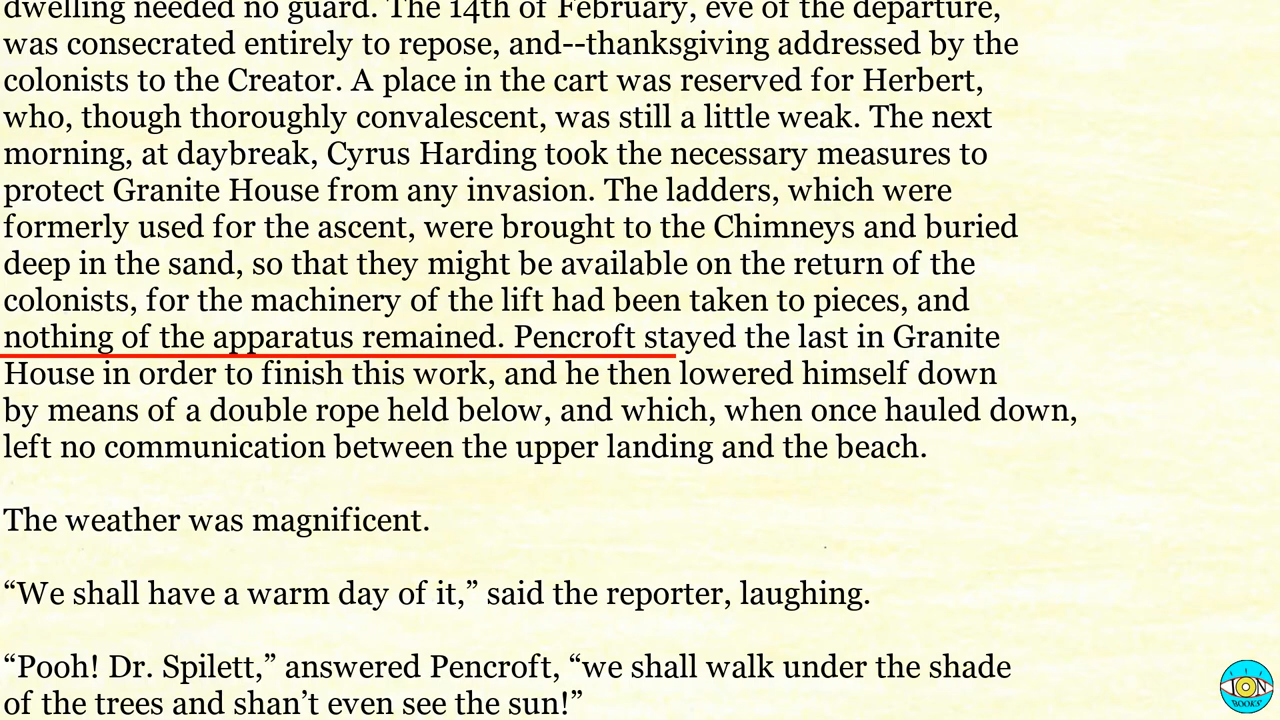 dwelling needed no guard. The 14th of February, eve of the departure,
was consecrated entirely to repose, and--thanksgiving addressed by the
colonists to the Creator. A place in the cart was reserved for Herbert,
who, though thoroughly convalescent, was still a little weak. The next
morning, at daybreak, Cyrus Harding took the necessary measures to
protect Granite House from any invasion. The ladders, which were
formerly used for the ascent, were brought to the Chimneys and buried
deep in the sand, so that they might be available on the return of the
colonists, for the machinery of the lift had been taken to pieces, and
nothing of the apparatus remained. Pencroft stayed the last in Granite
House in order to finish this work, and he then lowered himself down
by means of a double rope held below, and which, when once hauled down,
left no communication between the upper landing and the beach.
The weather was magnificent.
“We shall have a warm day of it,” said the reporter, laughing.
“Pooh! Dr. Spilett,” answered Pencroft, “we shall walk under the shade
of the trees and shan’t even see the sun!”
ION
BOOKS